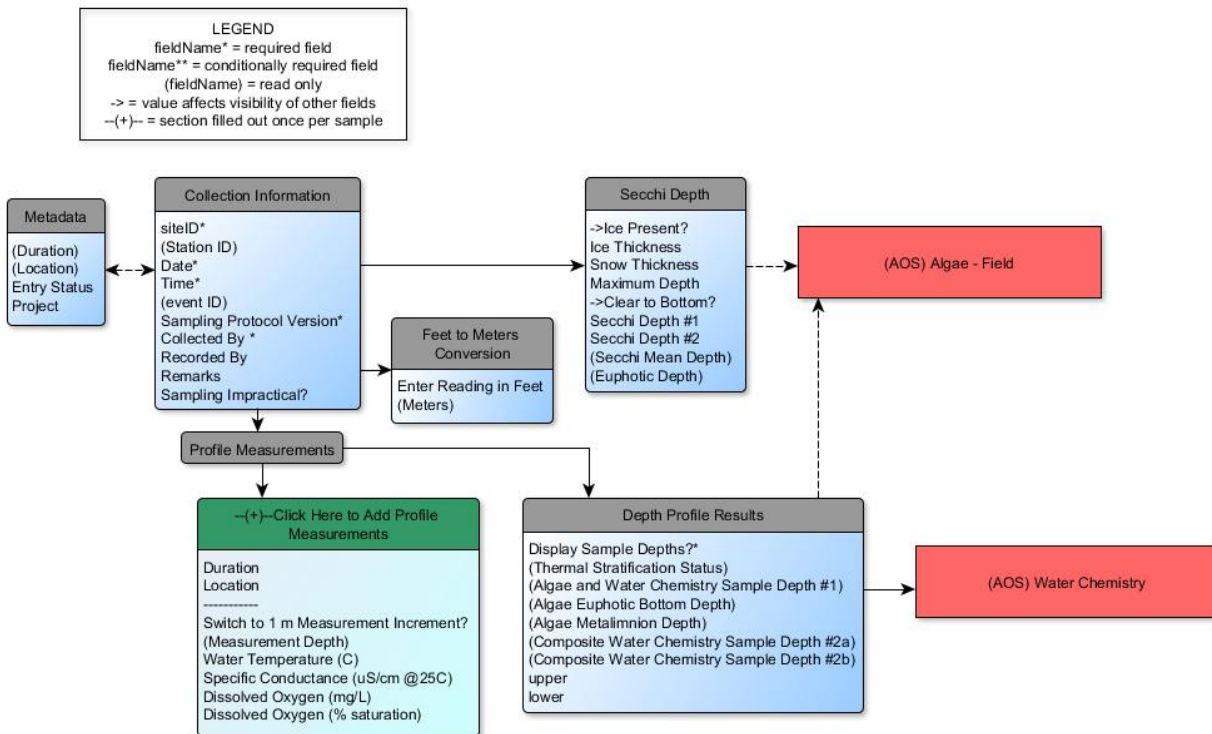 LEGEND
fieldName* = required field
fieldName** = conditionally required field
(fieldName) = read only
-> = value affects visibility of other fields
--(+)-- = section filled out once per sample
Metadata
(Duration)
(Location)
Entry Status
Project
Collection Information
siteID*
(Station ID)
Date*
Time*
(event ID)
Sampling Protocol Version*
Collected By *
Recorded By
Remarks
Sampling Impractical?
Secchi Depth
->Ice Present?
Ice Thickness
Snow Thickness
Maximum Depth
->Clear to Bottom?
Secchi Depth #1
Secchi Depth #2
(Secchi Mean Depth)
(Euphotic Depth)
(AOS) Algae - Field
Feet to Meters
Conversion
Enter Reading in Feet
(Meters)
Profile Measurements
--(+)--Click Here to Add Profile
Measurements
Duration
Location
-----------
Switch to 1 m Measurement Increment?
(Measurement Depth)
Water Temperature (C)
Specific Conductance (uS/cm @25C)
Dissolved Oxygen (mg/L)
Dissolved Oxygen (% saturation)
Depth Profile Results
Display Sample Depths?*
(Thermal Stratification Status)
(Algae and Water Chemistry Sample Depth #1)
(Algae Euphotic Bottom Depth)
(Algae Metalimnion Depth)
(Composite Water Chemistry Sample Depth #2a)
(Composite Water Chemistry Sample Depth #2b)
upper
lower
(AOS) Water Chemistry